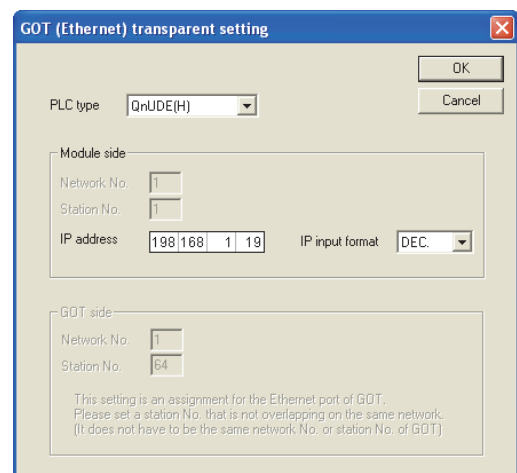 GOT (Ethernet) transparent setting
OK
PLC type QnUDE(H)
Cancel
Module side
Network No. 1
Station No. 1
IP address 198 168 1 19 IP input format DEC.
GOT side
Network No. 1
Station No. 64
This setting is an assignment for the Ethernet port of GOT.
Please set a station No. that is not overlapping on the same network.
(It does not have to be the same network No. or station No. of GOT)